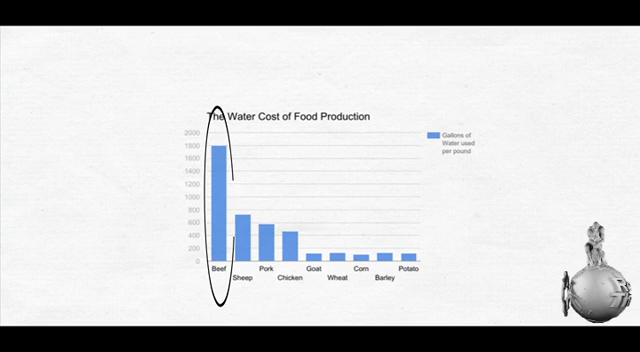 The Water Cost of Food Production
2000
1800
1600
1400
1200
1000
800
600
400
200
0
Gallons of
Water used
per pound
Beef
Sheep
Pork
Chicken
Goat
Wheat
Corn
Barley
Potato